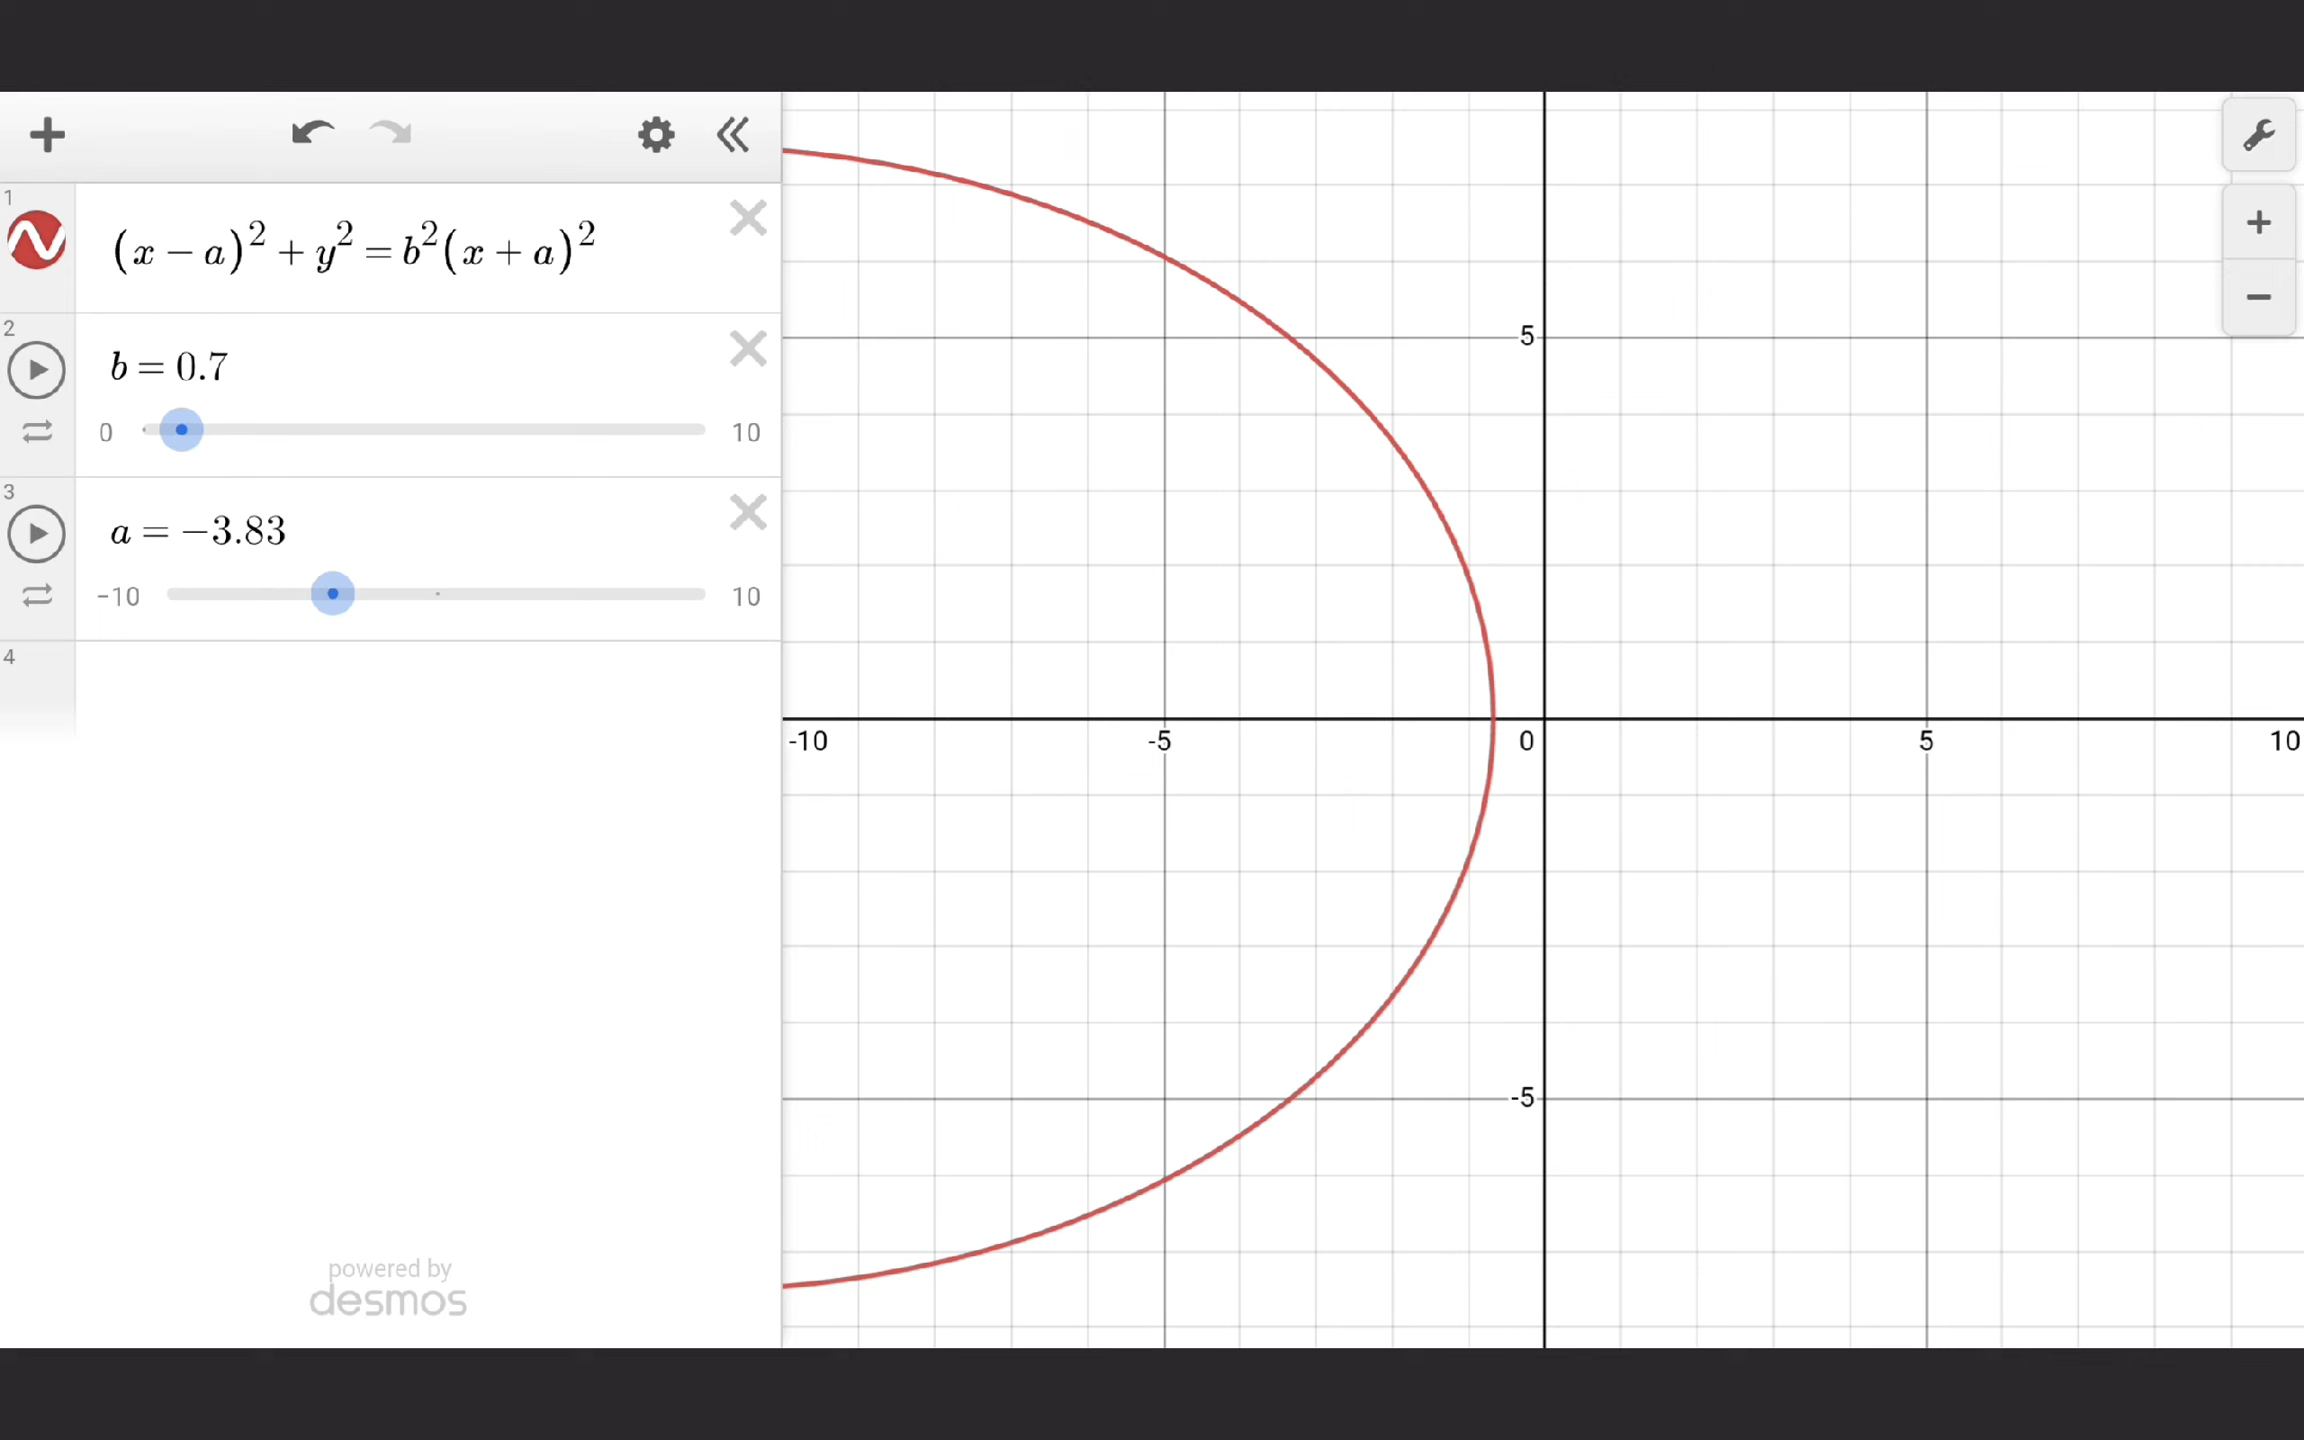 1
(x − a)² + y² = b²(x + a)²
2
b = 0.7
0 10
3
a = −3.83
−10 10
4
powered by
desmos
5
-10 -5 0 5 10
-5